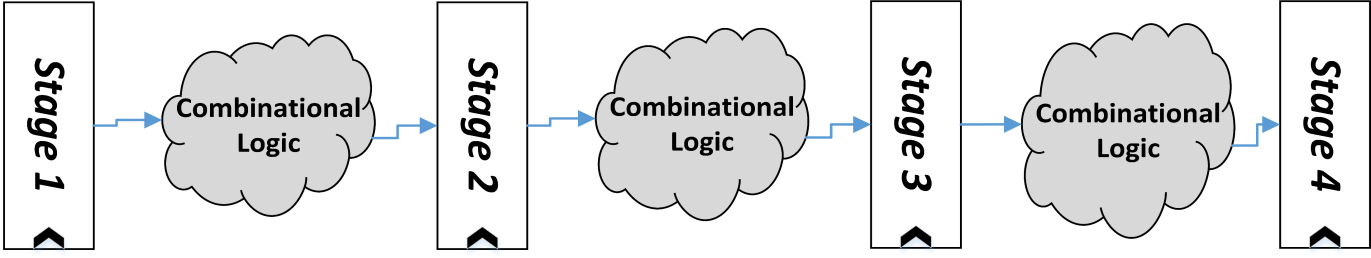 Stage 1
Combinational
Logic
Stage 2
Combinational
Logic
Stage 3
Combinational
Logic
Stage 4